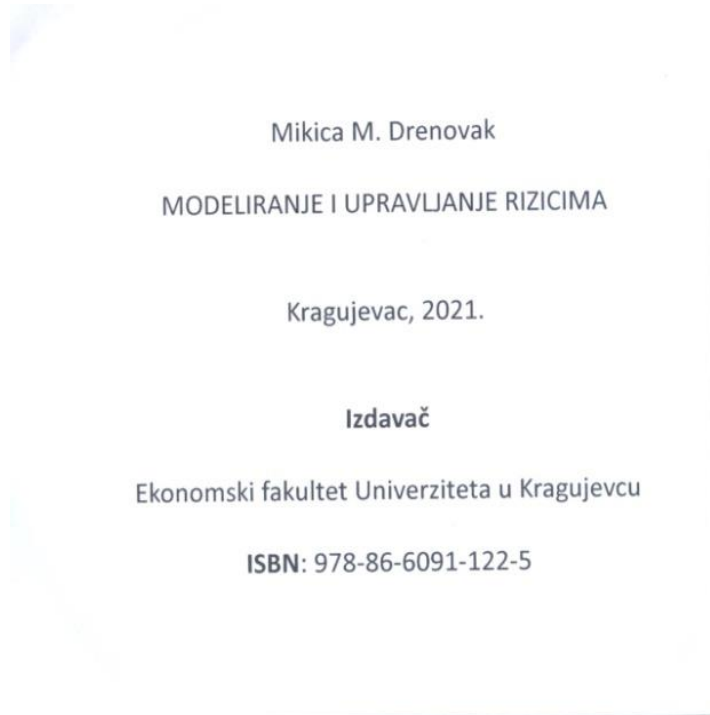 Mikica M. Drenovak
MODELIRANJE I UPRAVLJANJE RIZICIMA
Kragujevac, 2021.
Izdavač
Ekonomski fakultet Univerziteta u Kragujevcu
ISBN: 978-86-6091-122-5